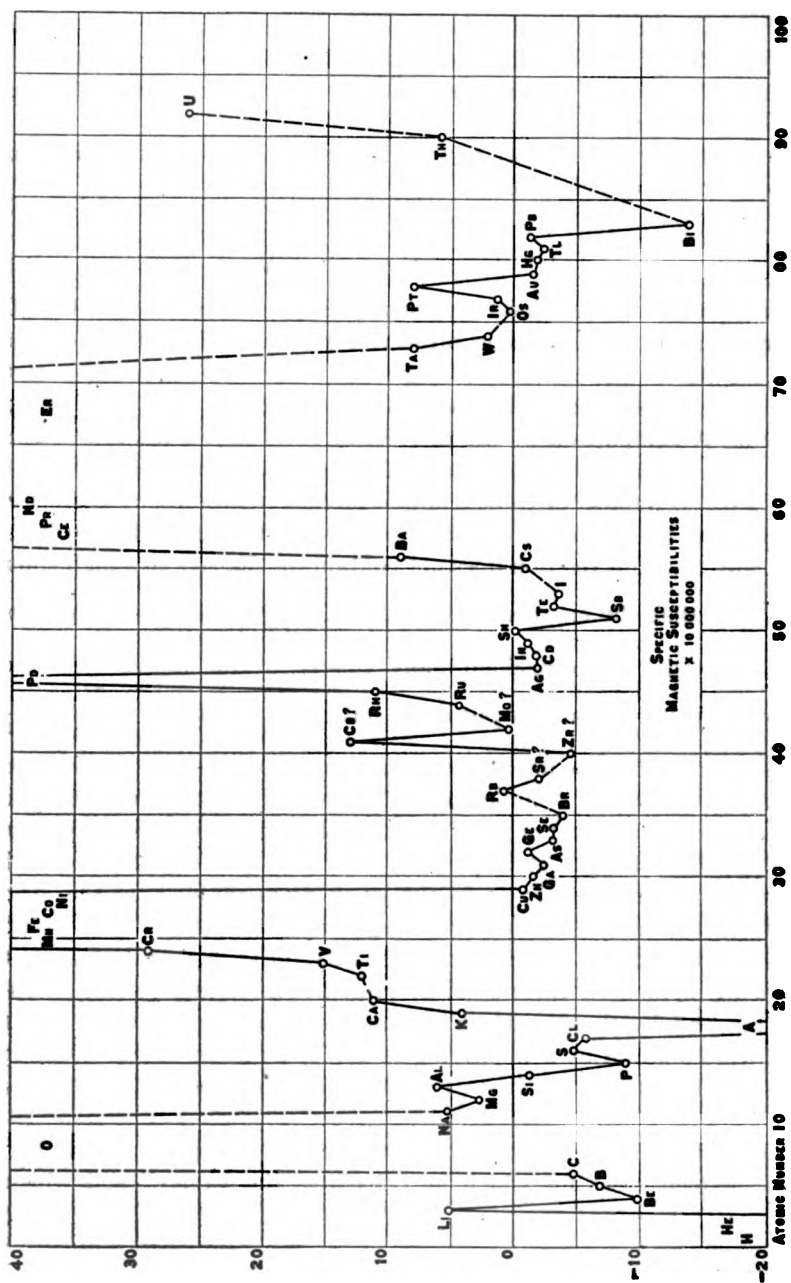 40
30
20
10
0
-1
-20
ATOMIC NUMBER 10
20
30
40
50
60
70
80
90
100
H
HE
LI
BE
B
C
O
NA
MG
AL
SI
P
S
CL
A
K
CA
TI
V
CR
MN
FE
CO
NI
CU
ZN
GA
GE
AS
SE
BR
RB
SR?
ZR?
CB?
MO?
RU
RH
PD
AG
CD
IN
SN
SB
TE
I
CS
BA
CE
PR
ND
ER
TA
W
OS
IR
PT
AU
HG
TL
PB
BI
TH
U
SPECIFIC
MAGNETIC SUSCEPTIBILITIES
X 10 000 000